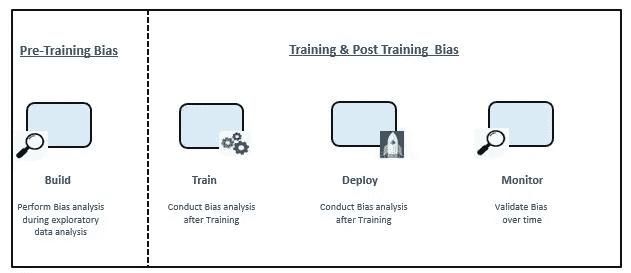 Pre-Training Bias
Training & Post Training Bias
Build
Perform Bias analysis
during exploratory
data analysis
Train
Conduct Bias analysis
after Training
Deploy
Conduct Bias analysis
after Training
Monitor
Validate Bias
over time